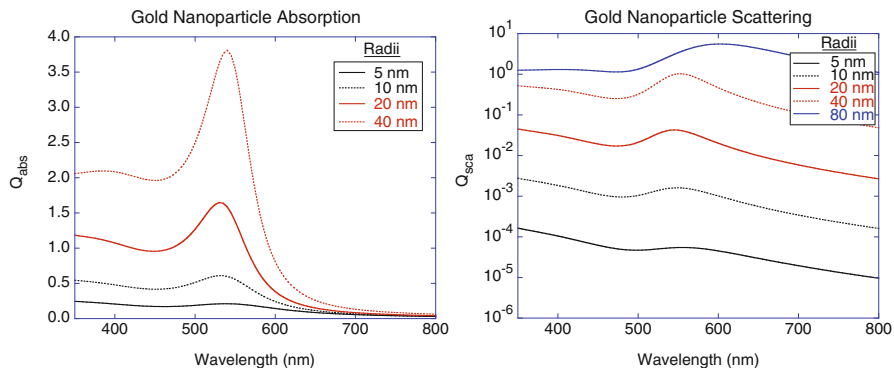 Gold Nanoparticle Absorption
4.0
3.5
3.0
2.5
2.0
1.5
1.0
0.5
0.0
Q_abs
400 500 600 700 800
Wavelength (nm)
Radii
5 nm
10 nm
20 nm
40 nm
Gold Nanoparticle Scattering
10^1
10^0
10^-1
10^-2
10^-3
10^-4
10^-5
10^-6
Q_sca
400 500 600 700 800
Wavelength (nm)
Radii
5 nm
10 nm
20 nm
40 nm
80 nm